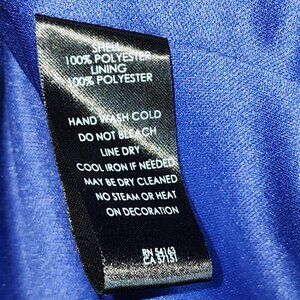 SHELL
100% POLYESTER
LINING
100% POLYESTER
HAND WASH COLD
DO NOT BLEACH
LINE DRY
COOL IRON IF NEEDED
MAY BE DRY CLEANED
NO STEAM OR HEAT
ON DECORATION
RN 54163
CA 57151